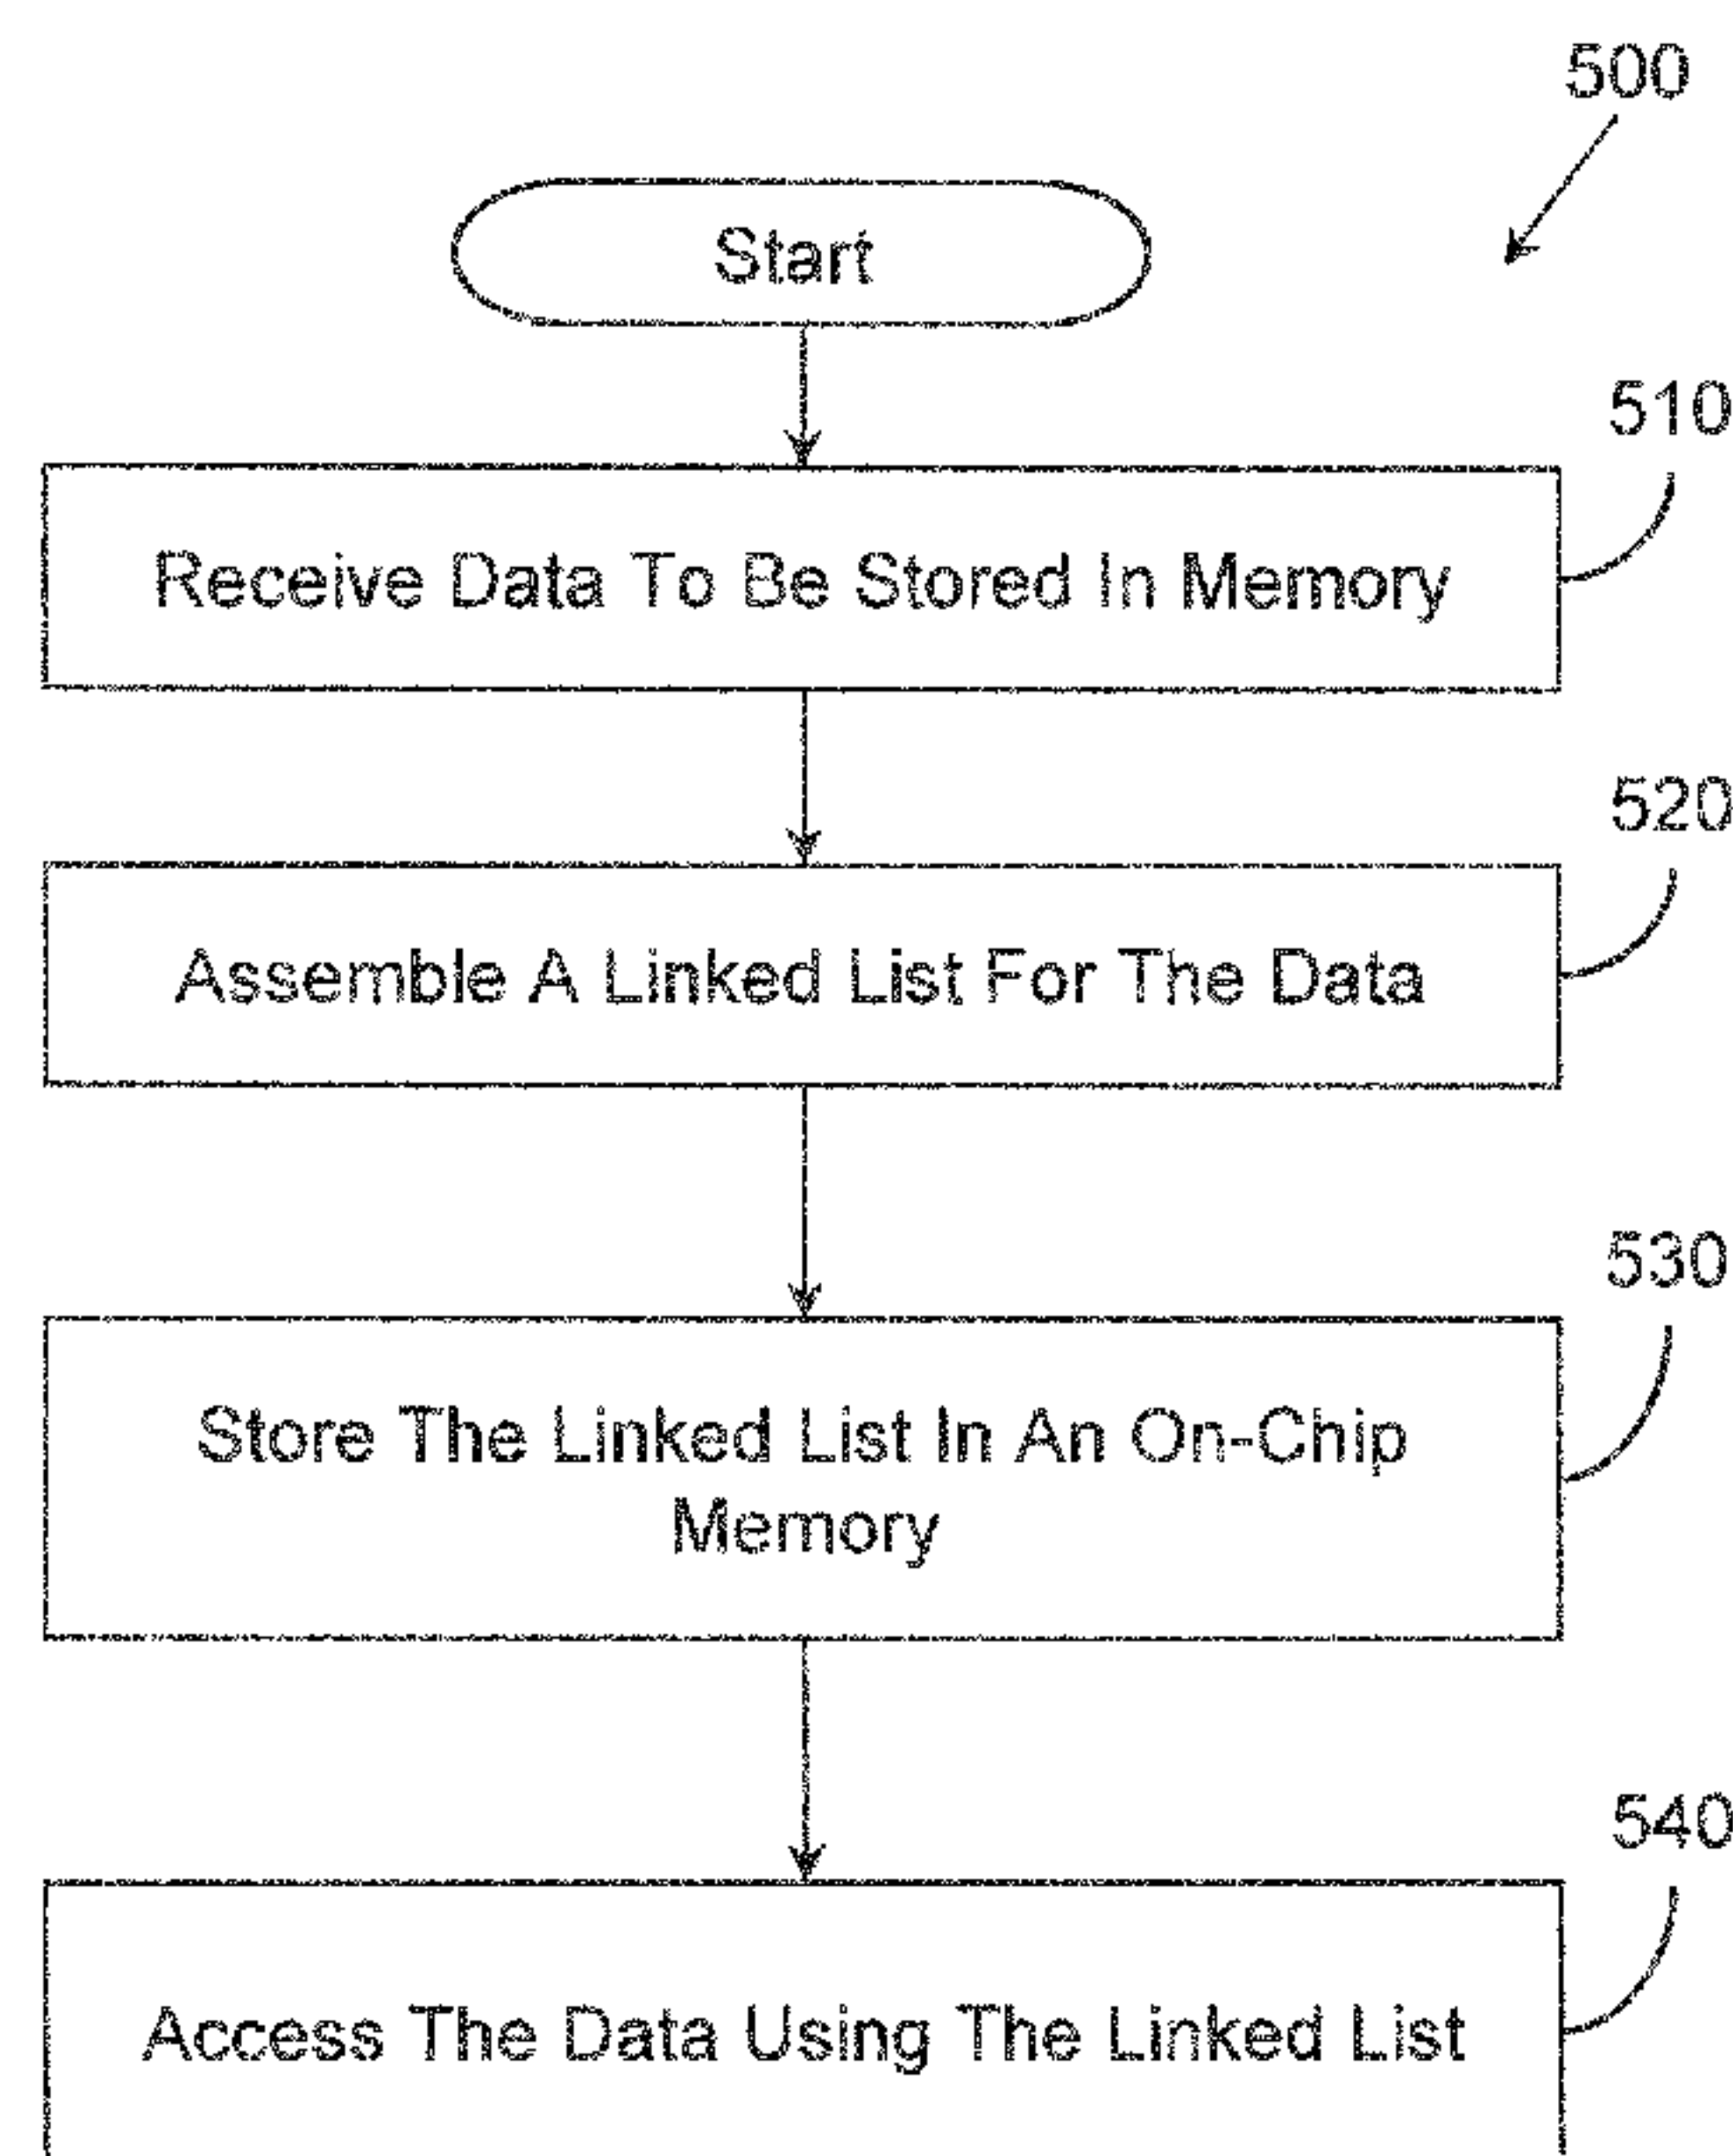 500
Start
510
Receive Data To Be Stored In Memory
520
Assemble A Linked List For The Data
530
Store The Linked List In An On-Chip
Memory
540
Access The Data Using The Linked List